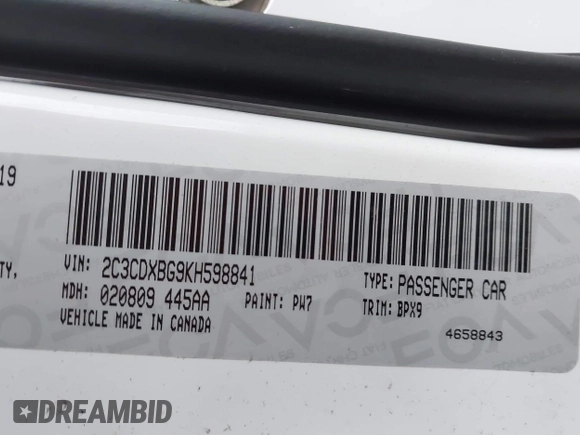 19
TY,
VIN: 2C3CDXBG9KH598841
TYPE: PASSENGER CAR
MDH: 020809 445AA
PAINT: PW7
TRIM: BPX9
VEHICLE MADE IN CANADA
4658843
DREAMBID